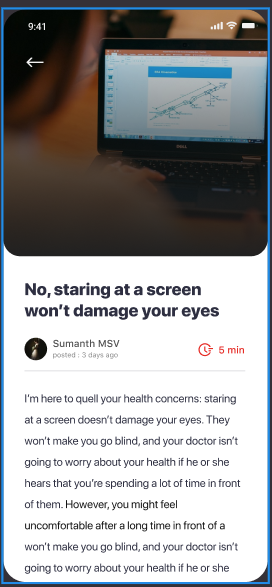 9:41
DELL
No, staring at a screen
won’t damage your eyes
Sumanth MSV
posted : 3 days ago
5 min
I’m here to quell your health concerns: staring
at a screen doesn’t damage your eyes. They
won’t make you go blind, and your doctor isn’t
going to worry about your health if he or she
hears that you’re spending a lot of time in front
of them. However, you might feel
uncomfortable after a long time in front of a
won’t make you go blind, and your doctor isn’t
going to worry about your health if he or she